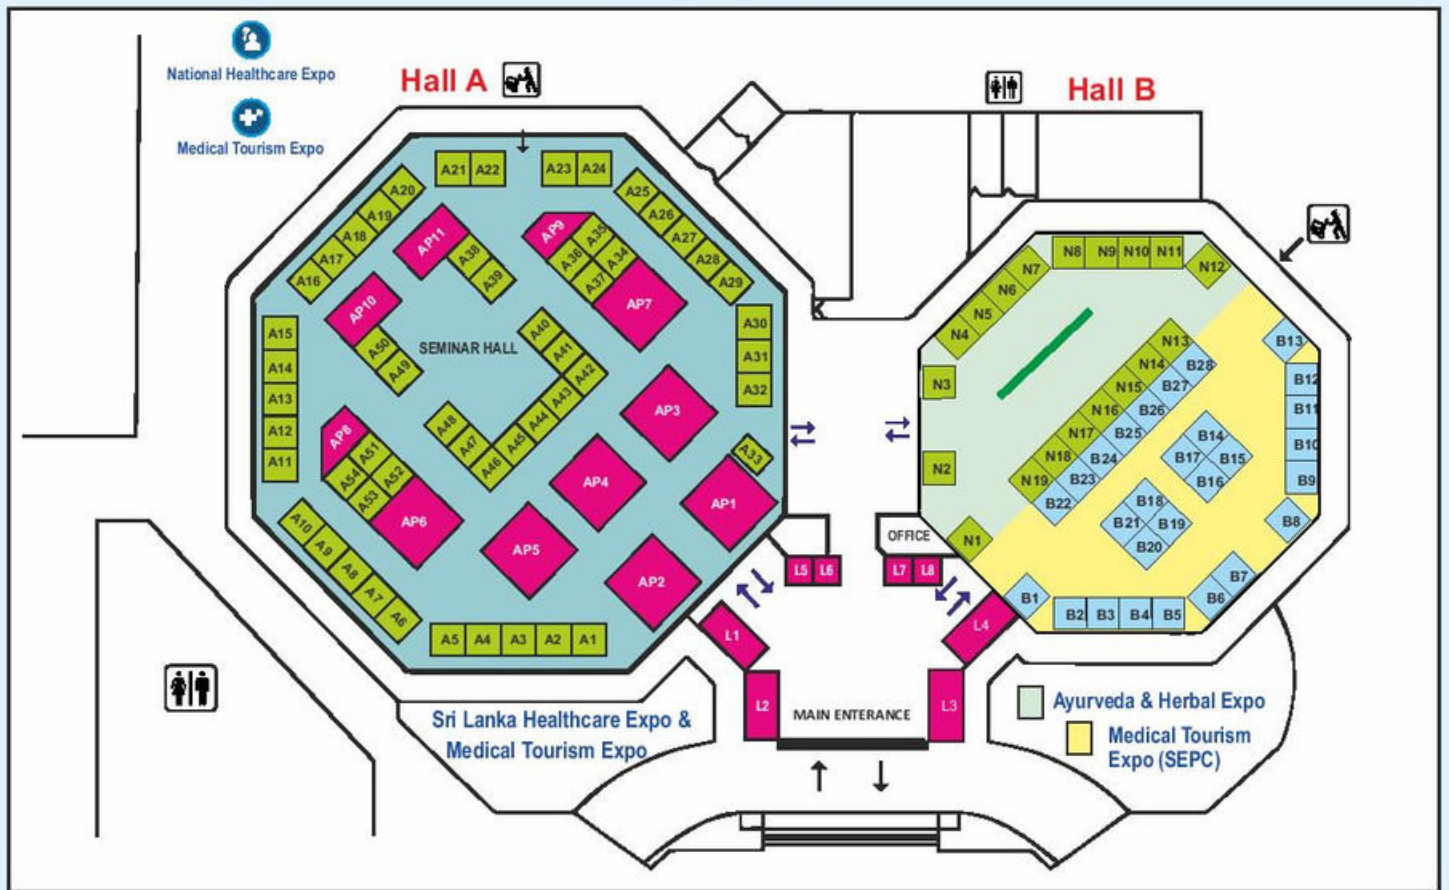 National Healthcare Expo
Medical Tourism Expo
Hall A
Hall B
A21 A22
A23 A24
A20
A19
A18
A17
A16
A25
A26
A27
A28
A29
AP11
A38
A39
AP9
A35
A36
A34
A37
AP7
AP10
A50
A49
SEMINAR HALL
A40
A41
A42
A43
A44
A45
A46
A47
A48
A30
A31
A32
A15
A14
A13
A12
A11
AP3
AP8
A51
A54
A52
A53
AP6
AP4
A33
AP1
AP5
AP2
A10
A9
A8
A7
A6
A5 A4 A3 A2 A1
N8 N9 N10 N11
N12
N7
N6
N5
N4
N3
N2
N1
N13
N14
N15
N16
N17
N18
N19
B28
B27
B26
B25
B24
B23
B22
B13
B12
B11
B10
B9
B8
B14
B17 B15
B16
B18
B21 B19
B20
B7
B6
B1
B2 B3 B4 B5
OFFICE
L5 L6
L7 L8
L1
L4
L2
L3
MAIN ENTERANCE
Sri Lanka Healthcare Expo &
Medical Tourism Expo
Ayurveda & Herbal Expo
Medical Tourism
Expo (SEPC)